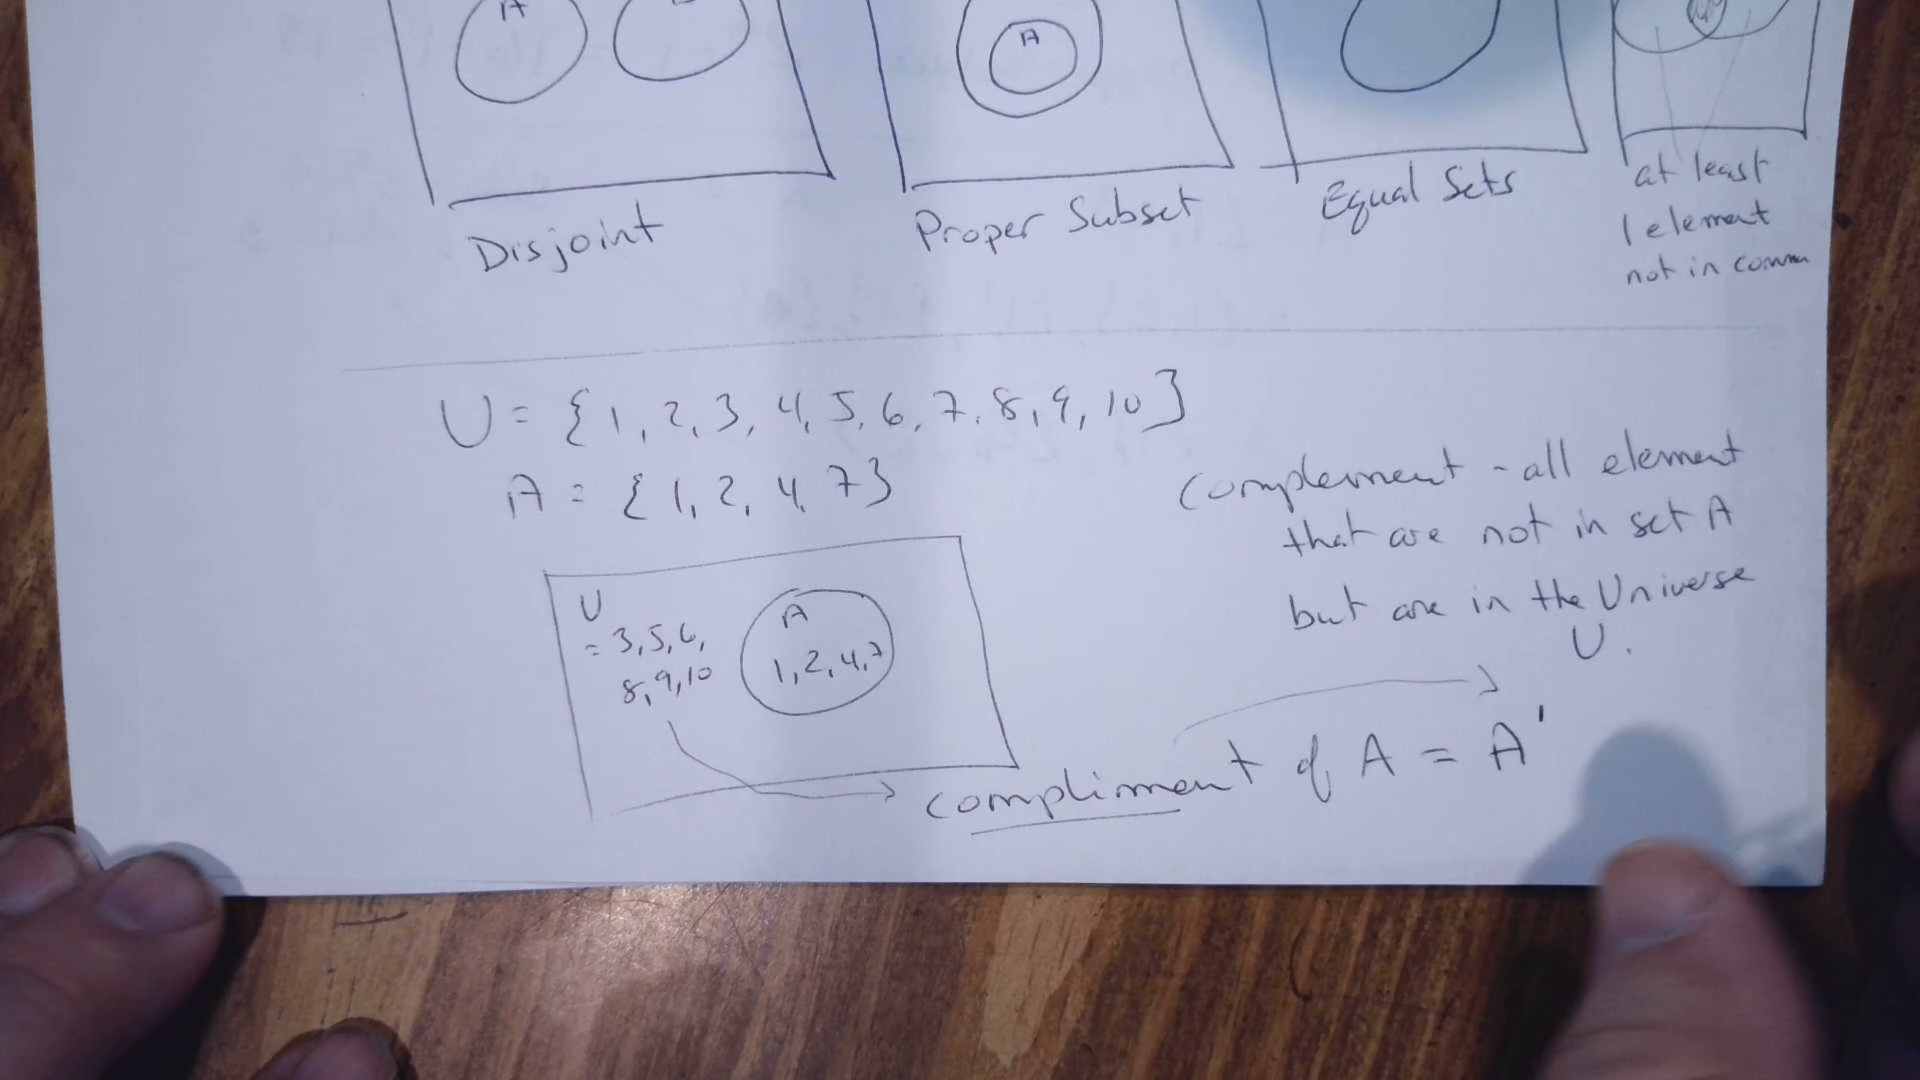 A
A
Disjoint
Proper Subset
Equal Sets
at least
1 element
not in comm
U = {1, 2, 3, 4, 5, 6, 7, 8, 9, 10}
A = {1, 2, 4, 7}
Complement - all element
that are not in set A
but are in the Universe
U.
U
= 3, 5, 6,
8, 9, 10
A
1, 2, 4, 7
compliment of A = A'